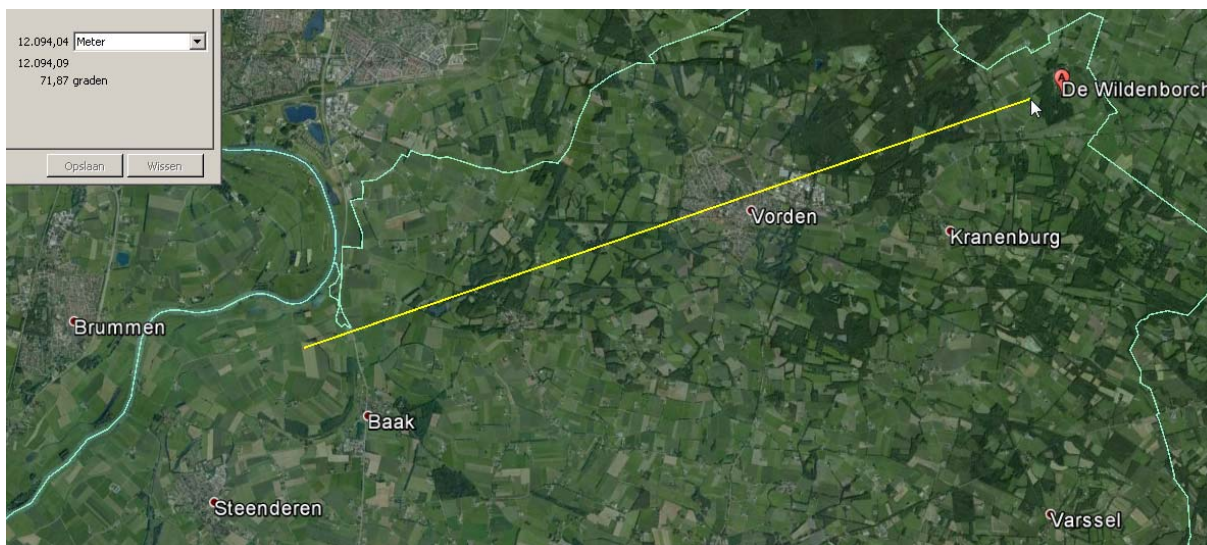 12.094,04 Meter
12.094,09
71,87 graden
Opslaan Wissen
A
De Wildenborch
Vorden
Kranenburg
Brummen
Baak
Steenderen
Varssel